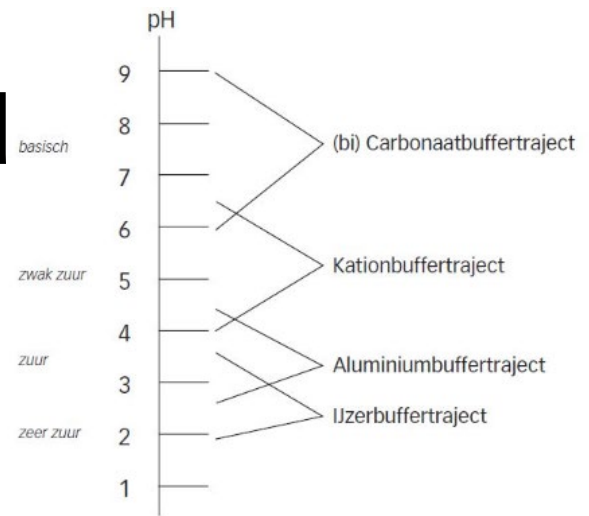 pH
9
8
(bi) Carbonaatbuffertraject
basisch
7
6
Kationbuffertraject
zwak zuur
5
4
zuur
Aluminiumbuffertraject
3
IJzerbuffertraject
zeer zuur
2
1